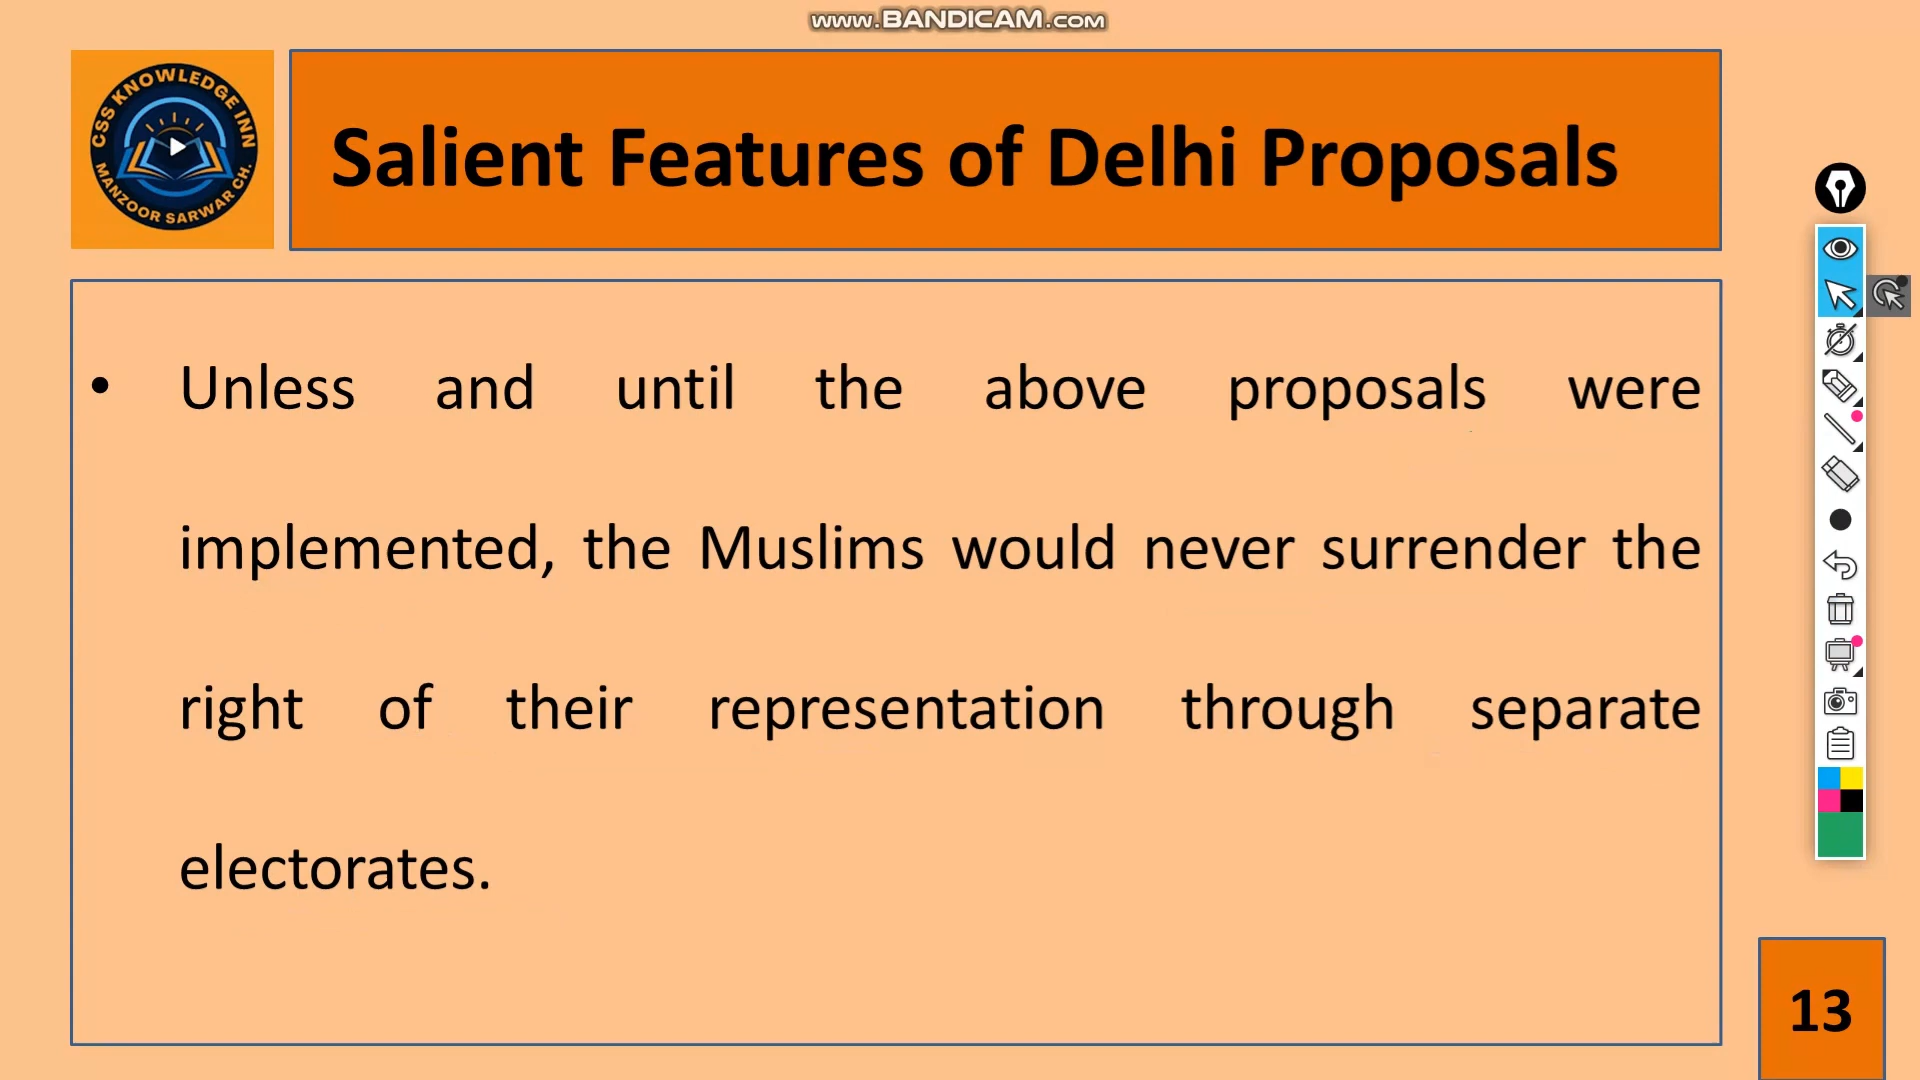 www.BANDICAM.com
CSS KNOWLEDGE INN
MANZOOR SARWAR CH.
Salient Features of Delhi Proposals
• Unless and until the above proposals were
implemented, the Muslims would never surrender the
right of their representation through separate
electorates.
13